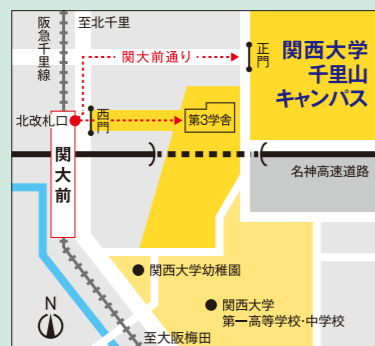 阪急千里線
至北千里
関大前通り
正門
関西大学
千里山
キャンパス
北改札口
西門
第3学舎
関大前
名神高速道路
関西大学幼稚園
関西大学
第一高等学校・中学校
N
至大阪梅田